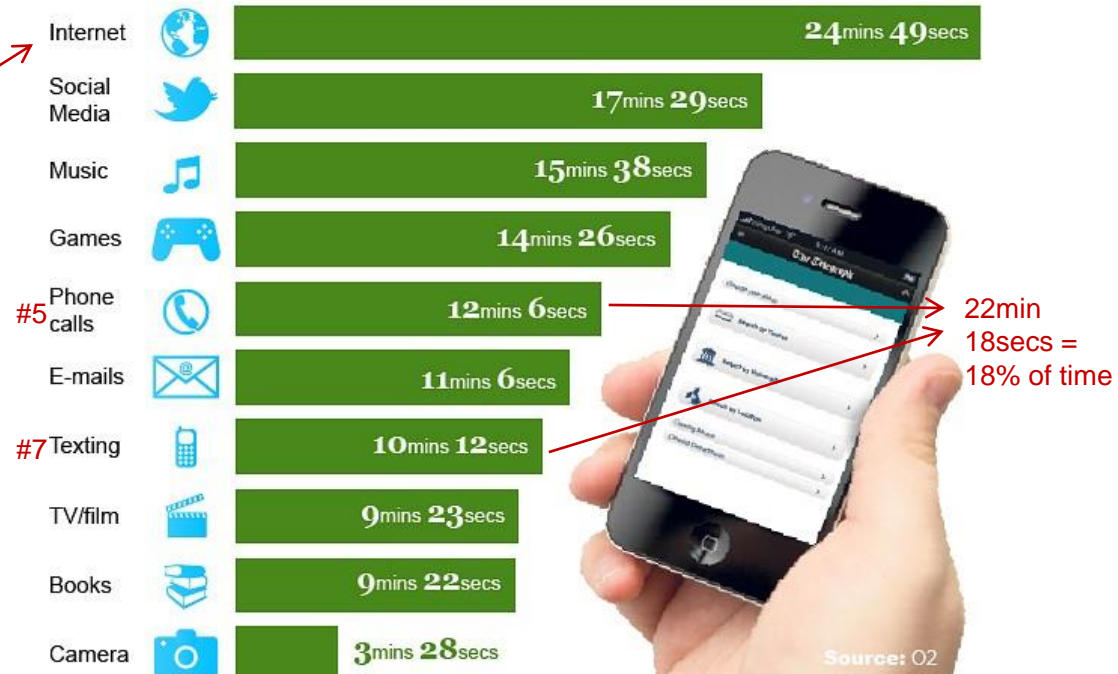 Internet
24mins 49secs
Social
Media
17mins 29secs
Music
15mins 38secs
Games
14mins 26secs
#5
Phone
calls
12mins 6secs
22min
18secs =
18% of time
E-mails
@
11mins 6secs
#7
Texting
10mins 12secs
TV/film
9mins 23secs
Books
9mins 22secs
Camera
3mins 28secs
Source: O2